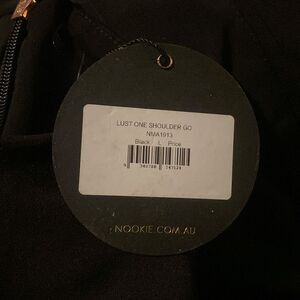 LUST ONE SHOULDER GO
NMA1913
Black / L Price
NOOKIE.COM.AU